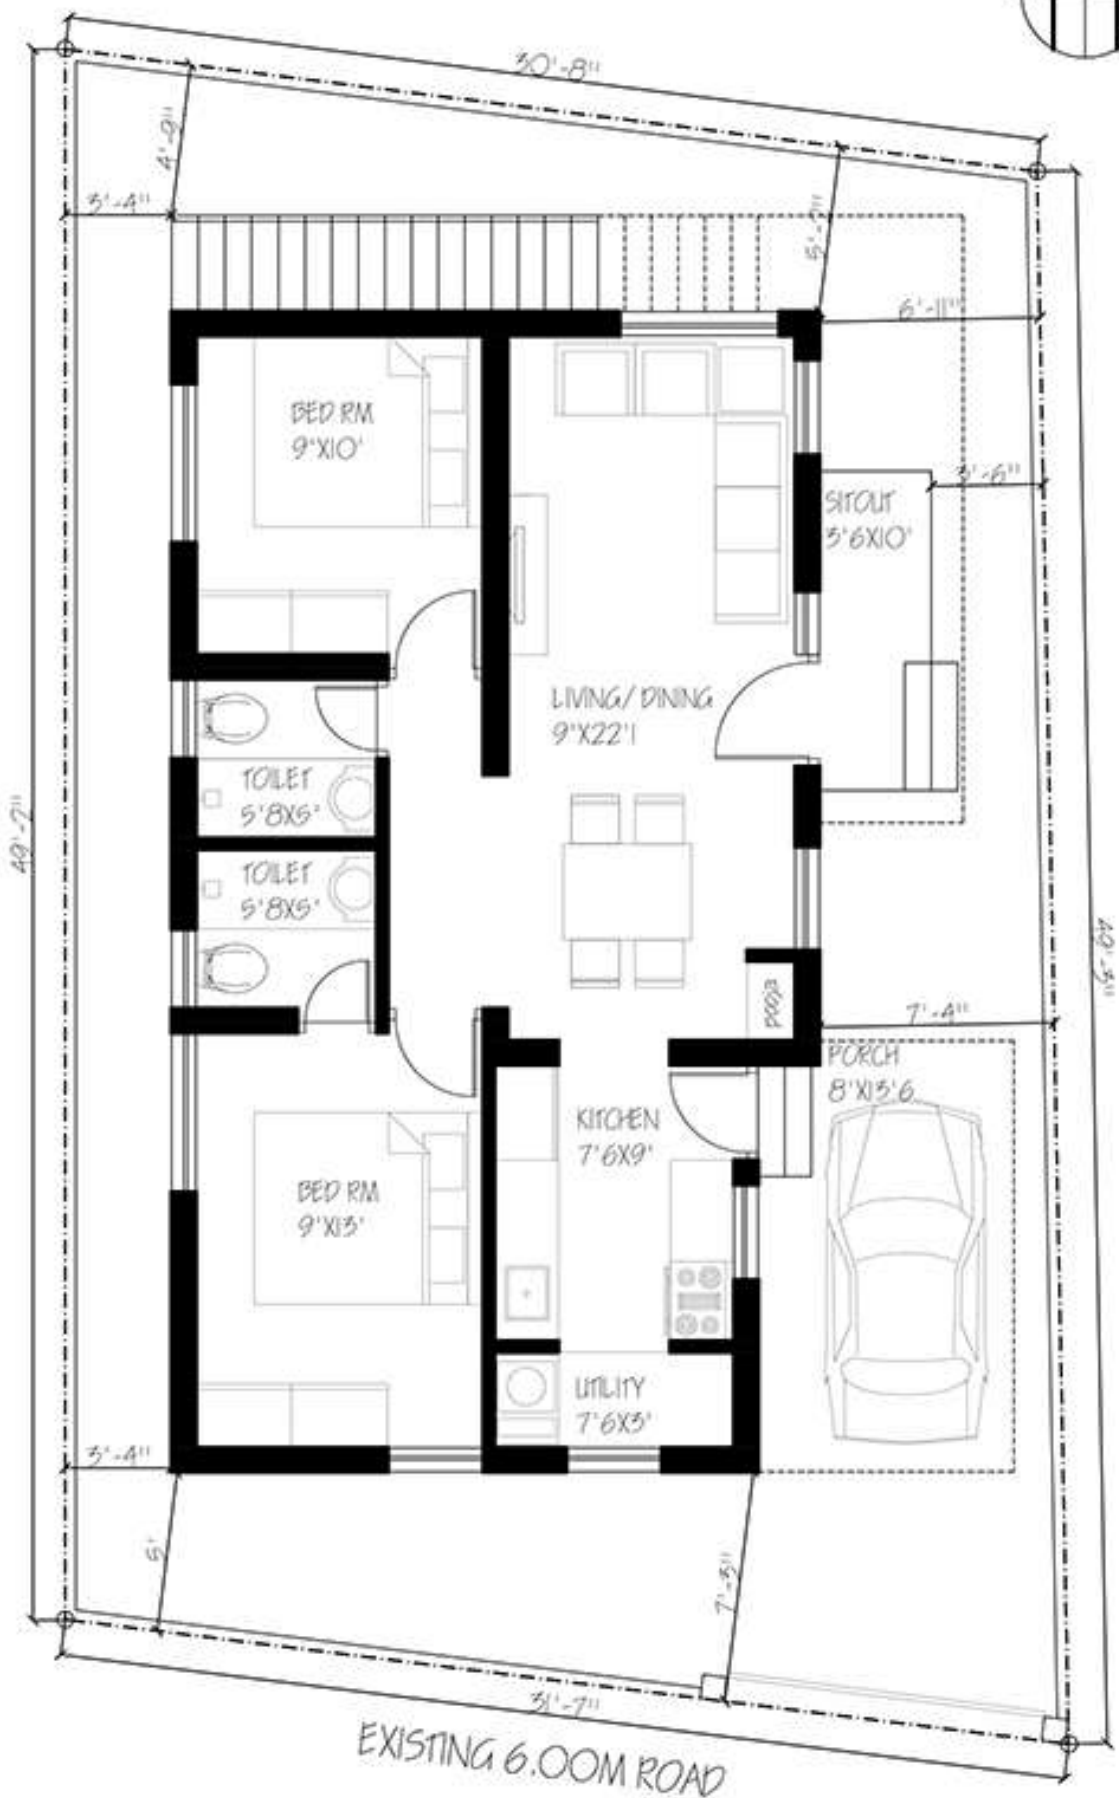 30'-8"
4'-9"
3'-4"
5'-7"
6'-11"
BED RM
9'X10'
3'-6"
SITOUT
3'6X10'
LIVING/ DINING
9'X22'1
TOILET
5'8X5'
49'-2"
TOILET
5'8X5'
49'-3"
pooja
7'-4"
PORCH
8'X13'6
KITCHEN
7'6X9'
BED RM
9'X13'
UTILITY
7'6X3'
3'-4"
5'
7'-3"
31'-7"
EXISTING 6.00M ROAD